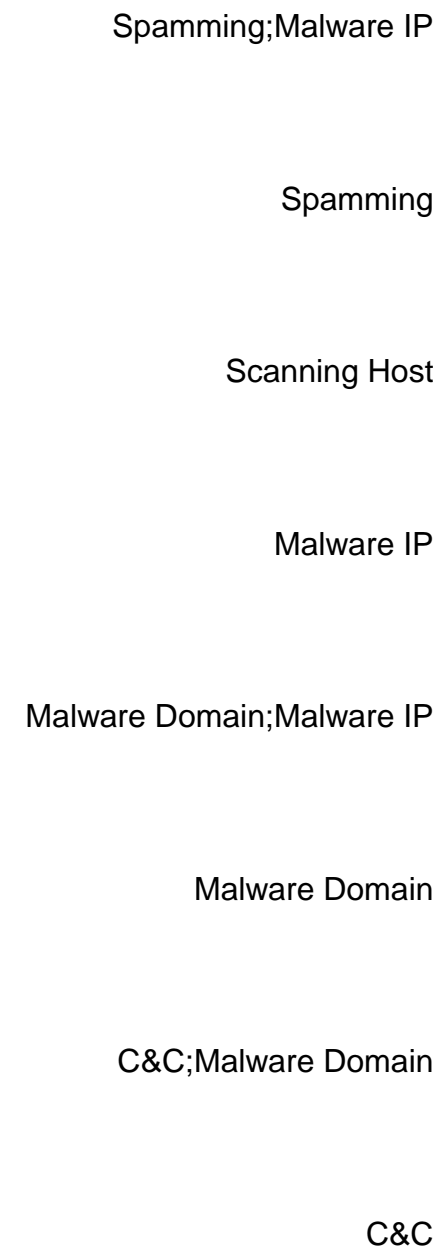 Spamming;Malware IP
Spamming
Scanning Host
Malware IP
Malware Domain;Malware IP
Malware Domain
C&C;Malware Domain
C&C